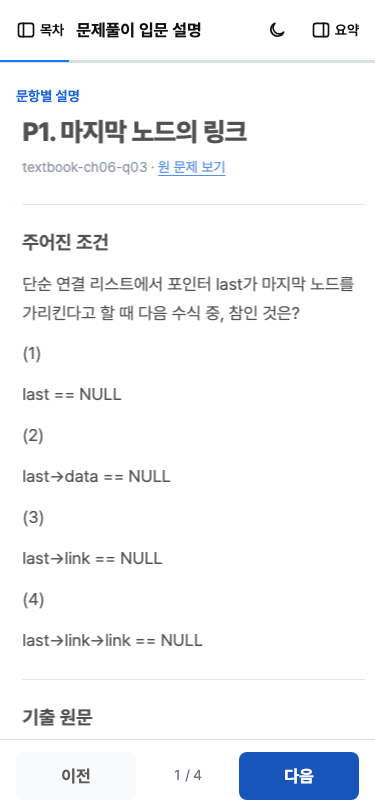 목차 문제풀이 입문 설명 요약
문항별 설명
P1. 마지막 노드의 링크
textbook-ch06-q03 · 원 문제 보기
주어진 조건
단순 연결 리스트에서 포인터 last가 마지막 노드를
가리킨다고 할 때 다음 수식 중, 참인 것은?
(1)
last == NULL
(2)
last→data == NULL
(3)
last→link == NULL
(4)
last→link→link == NULL
기출 원문
이전 1 / 4 다음